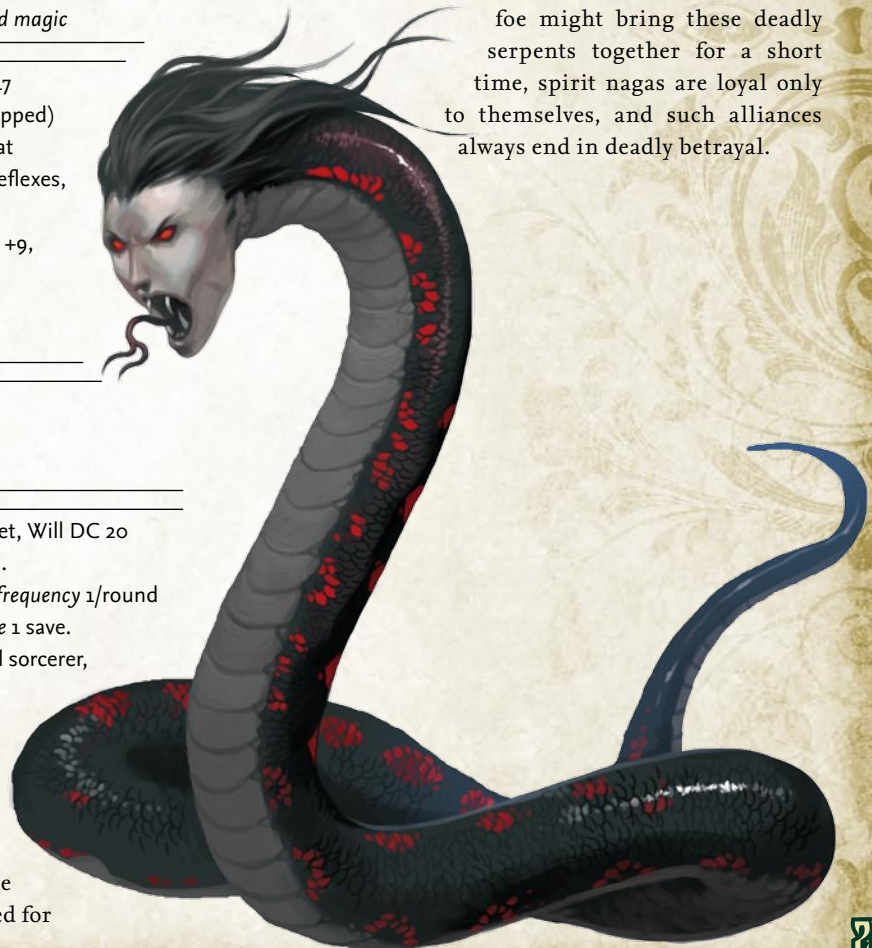 d magic
47
pped)
at
eflexes,
+9,
et, Will DC 20
.
frequency 1/round
e 1 save.
l sorcerer,
e
ed for
foe might bring these deadly
serpents together for a short
time, spirit nagas are loyal only
to themselves, and such alliances
always end in deadly betrayal.